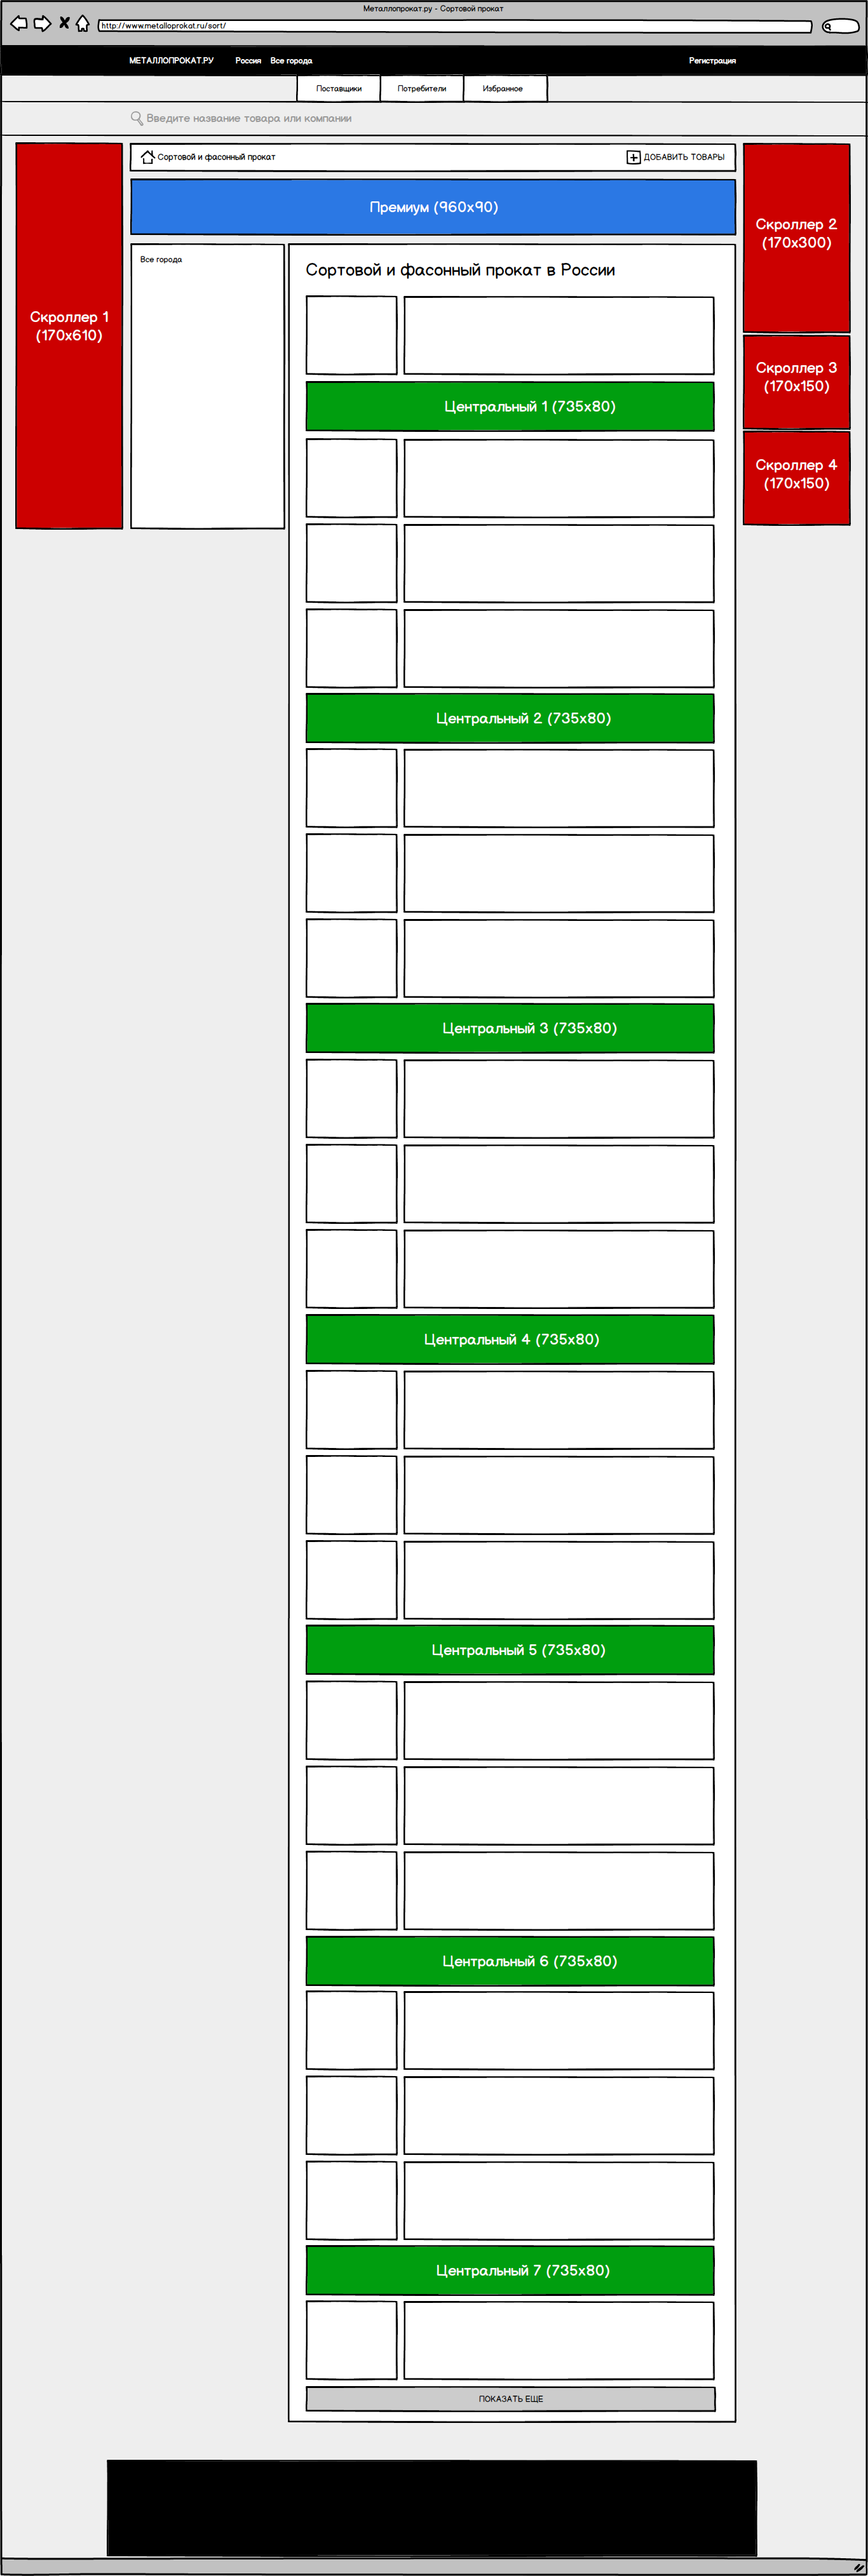 Металлопрокат.ру - Сортовой прокат
http://www.metalloprokat.ru/sort/
МЕТАЛЛОПРОКАТ.РУ Россия Все города Регистрация
Поставщики Потребители Избранное
Введите название товара или компании
Сортовой и фасонный прокат ДОБАВИТЬ ТОВАРЫ
Премиум (960x90)
Скроллер 1
(170x610)
Все города
Сортовой и фасонный прокат в России
Скроллер 2
(170x300)
Скроллер 3
(170x150)
Скроллер 4
(170x150)
Центральный 1 (735x80)
Центральный 2 (735x80)
Центральный 3 (735x80)
Центральный 4 (735x80)
Центральный 5 (735x80)
Центральный 6 (735x80)
Центральный 7 (735x80)
ПОКАЗАТЬ ЕЩЕ